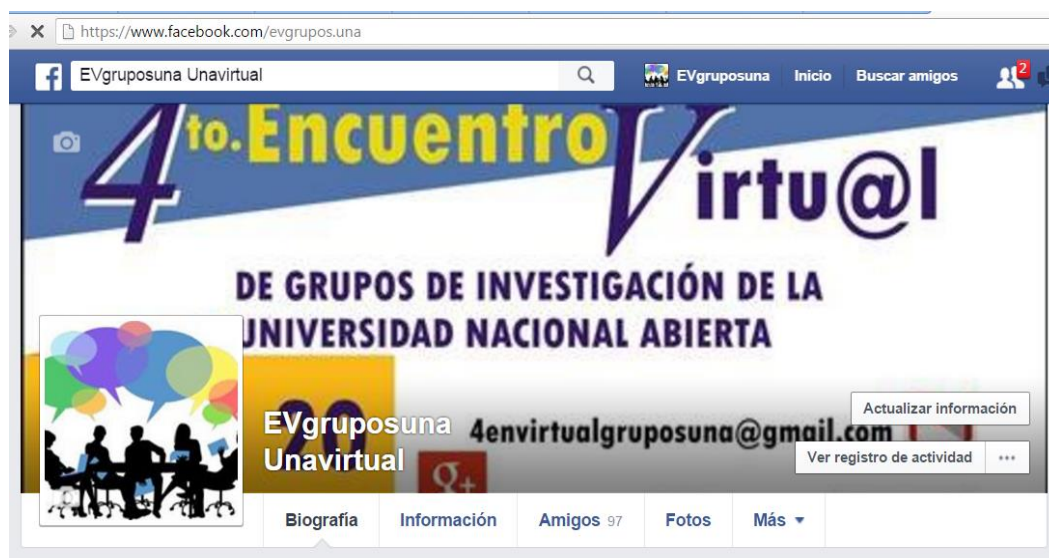 https://www.facebook.com/evgrupos.una
f EVgruposuna Unavirtual EVgruposuna Inicio Buscar amigos 2
4to. Encuentro Virtu@l
DE GRUPOS DE INVESTIGACIÓN DE LA
UNIVERSIDAD NACIONAL ABIERTA
20
4envirtualgruposuna@gmail.com
g+
EVgruposuna
Unavirtual
Actualizar información
Ver registro de actividad ...
Biografía Información Amigos 97 Fotos Más